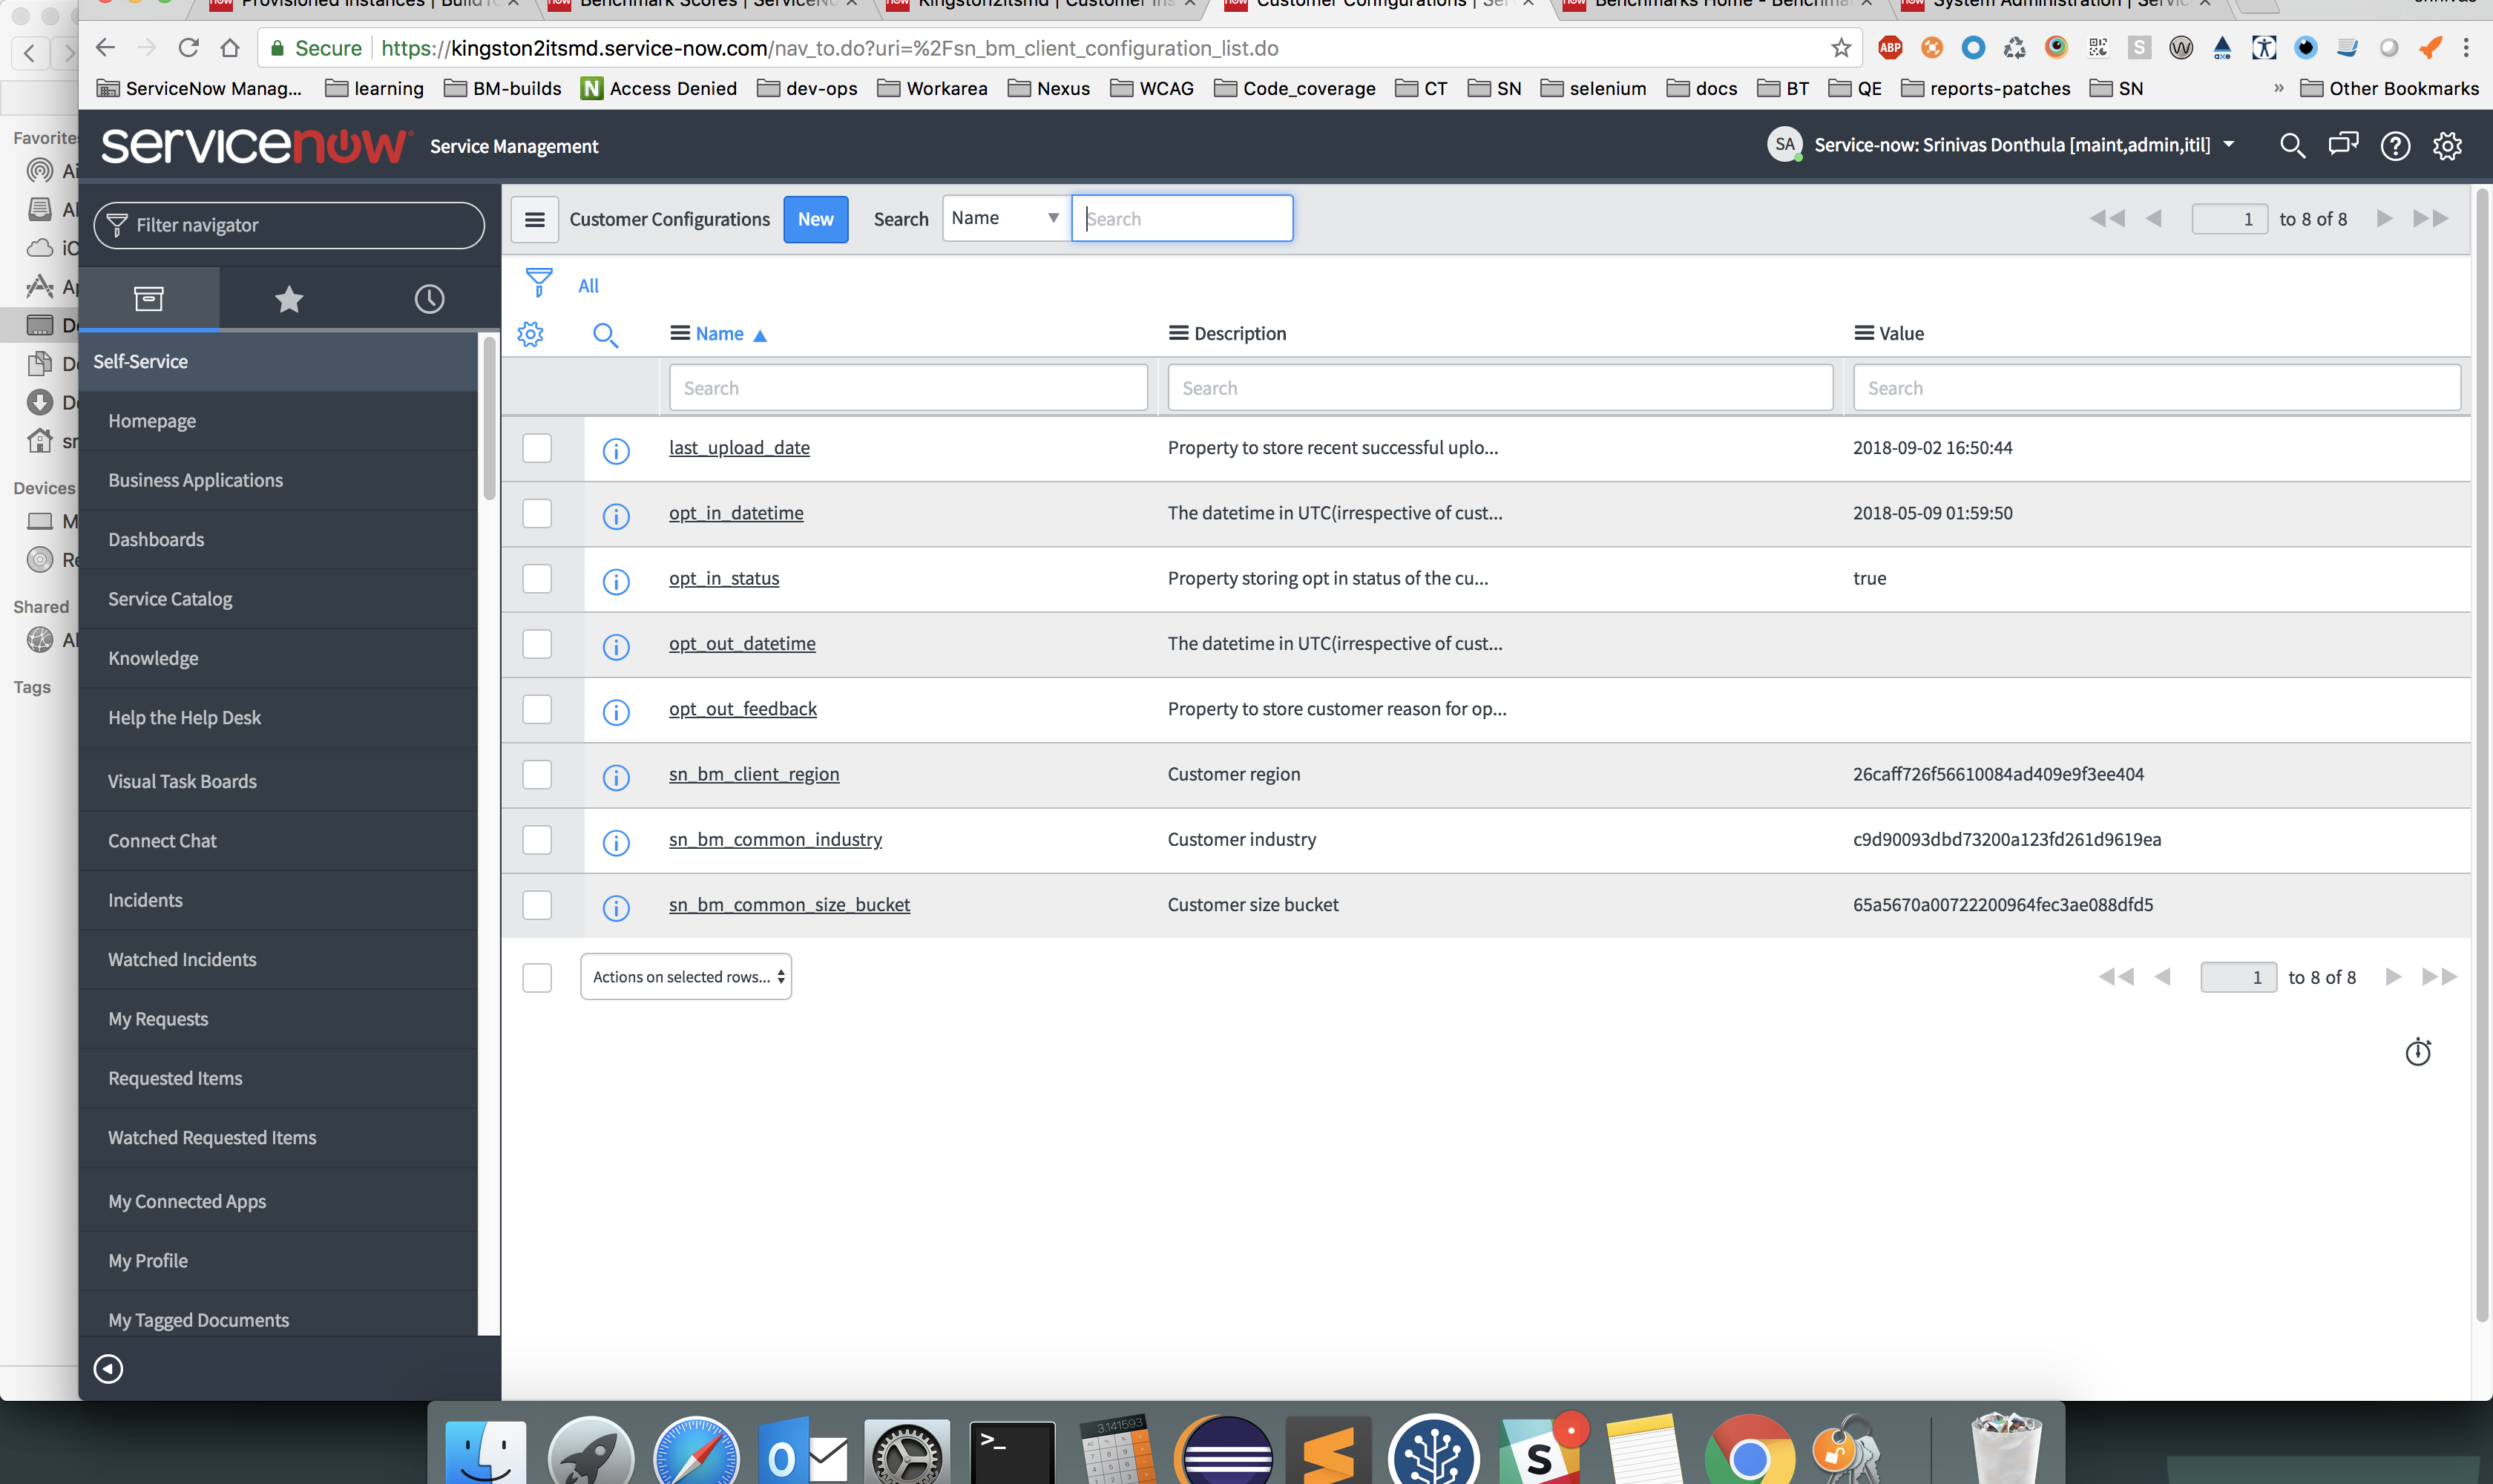 Provisioned Instances | Build
Benchmark Scores | ServiceNo
Kingston2itsmd | Customer Ins
Customer Configurations | Ser
Benchmarks Home - Benchma
System Administration | Servic
Srinivas
Secure https://kingston2itsmd.service-now.com/nav_to.do?uri=%2Fsn_bm_client_configuration_list.do
ABP
ServiceNow Manag... learning BM-builds Access Denied dev-ops Workarea Nexus WCAG Code_coverage CT SN selenium docs BT QE reports-patches SN » Other Bookmarks
servicenow Service Management
SA Service-now: Srinivas Donthula [maint,admin,itil]
Favorites
Devices
Shared
Tags
Filter navigator
Self-Service
Homepage
Business Applications
Dashboards
Service Catalog
Knowledge
Help the Help Desk
Visual Task Boards
Connect Chat
Incidents
Watched Incidents
My Requests
Requested Items
Watched Requested Items
My Connected Apps
My Profile
My Tagged Documents
Customer Configurations New Search Name Search 1 to 8 of 8
All
Name Description Value
Search Search Search
last_upload_date Property to store recent successful uplo... 2018-09-02 16:50:44
opt_in_datetime The datetime in UTC(irrespective of cust... 2018-05-09 01:59:50
opt_in_status Property storing opt in status of the cu... true
opt_out_datetime The datetime in UTC(irrespective of cust...
opt_out_feedback Property to store customer reason for op...
sn_bm_client_region Customer region 26caff726f56610084ad409e9f3ee404
sn_bm_common_industry Customer industry c9d90093dbd73200a123fd261d9619ea
sn_bm_common_size_bucket Customer size bucket 65a5670a00722200964fec3ae088dfd5
Actions on selected rows... 1 to 8 of 8
3.141593